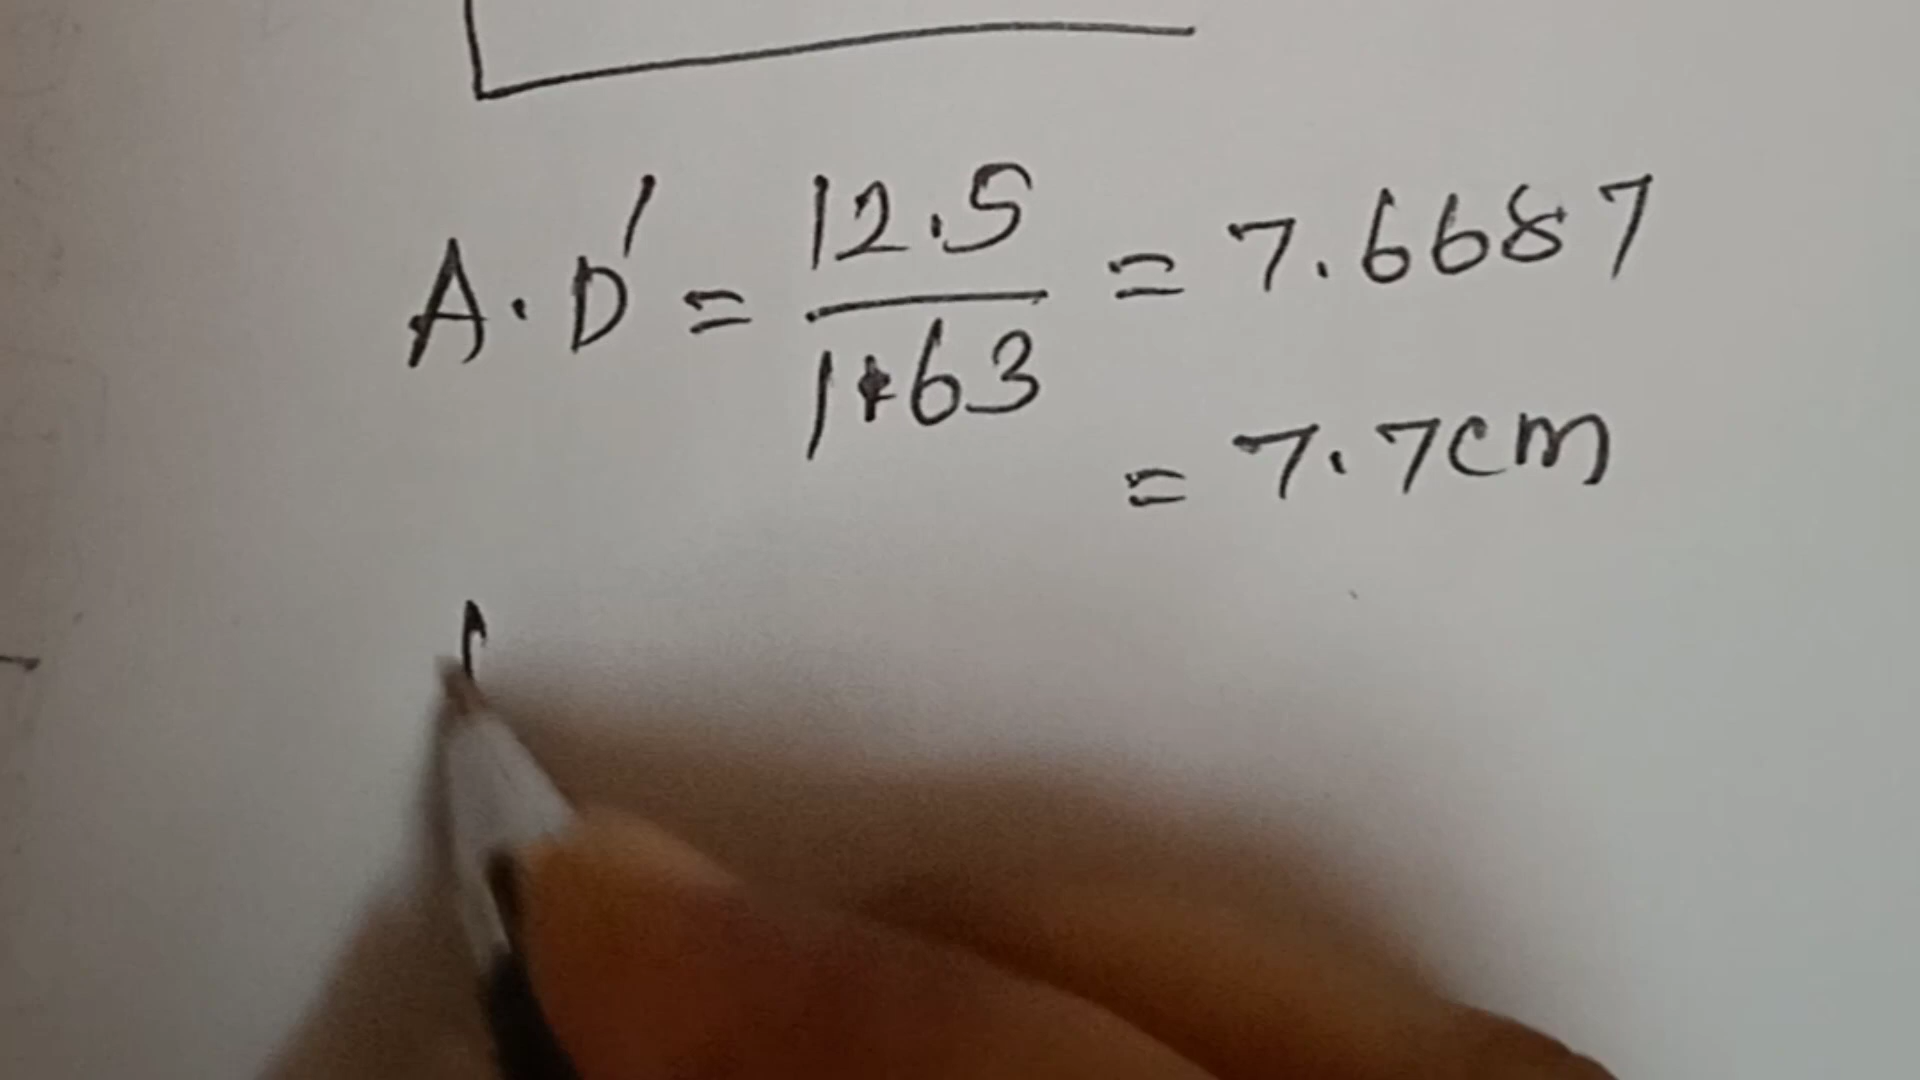 A.D' = 12.5 / 1.63 = 7.6687
= 7.7cm